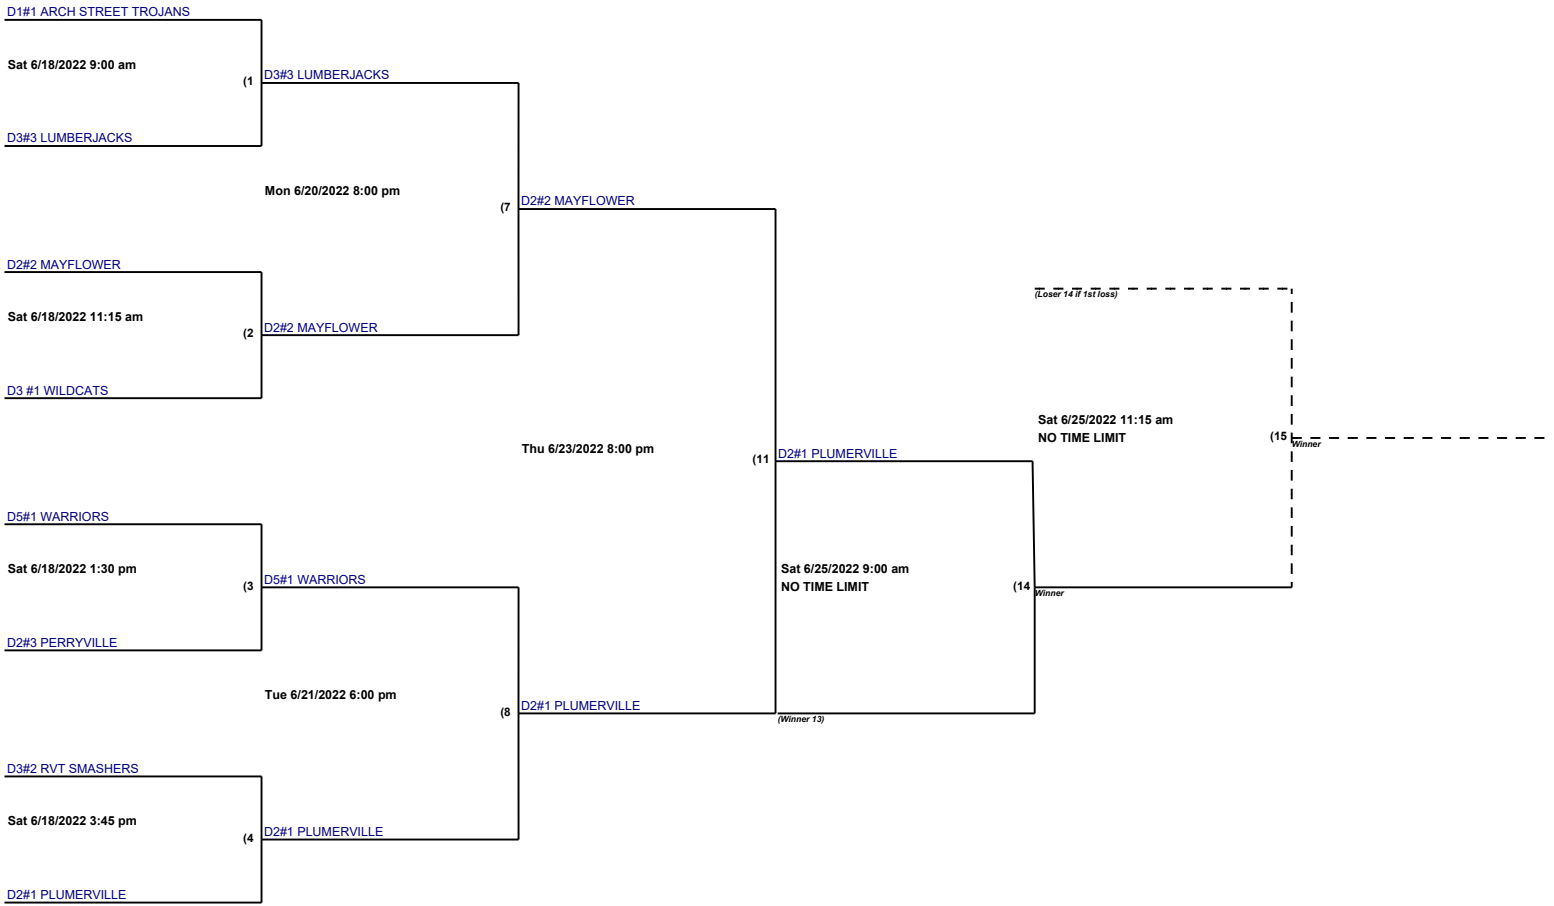 D1#1 ARCH STREET TROJANS
Sat 6/18/2022 9:00 am
(1
D3#3 LUMBERJACKS
D3#3 LUMBERJACKS
Mon 6/20/2022 8:00 pm
(7
D2#2 MAYFLOWER
D2#2 MAYFLOWER
Sat 6/18/2022 11:15 am
(2
D2#2 MAYFLOWER
D3 #1 WILDCATS
(Loser 14 if 1st loss)
Sat 6/25/2022 11:15 am
NO TIME LIMIT
(15
Winner
Thu 6/23/2022 8:00 pm
(11
D2#1 PLUMERVILLE
D5#1 WARRIORS
Sat 6/18/2022 1:30 pm
(3
D5#1 WARRIORS
Sat 6/25/2022 9:00 am
NO TIME LIMIT
(14
Winner
D2#3 PERRYVILLE
Tue 6/21/2022 6:00 pm
(8
D2#1 PLUMERVILLE
(Winner 13)
D3#2 RVT SMASHERS
Sat 6/18/2022 3:45 pm
(4
D2#1 PLUMERVILLE
D2#1 PLUMERVILLE